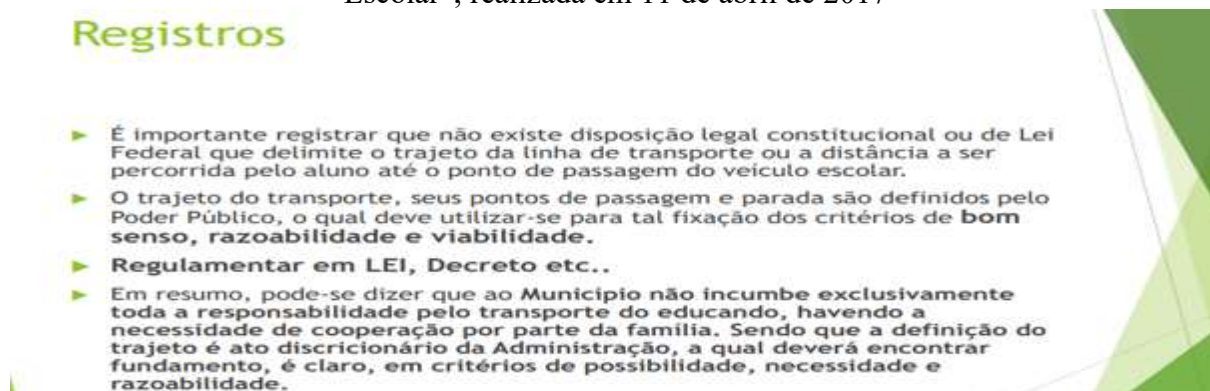 Escolar", realizada em 11 de abril de 2017
Registros
► É importante registrar que não existe disposição legal constitucional ou de Lei
Federal que delimite o trajeto da linha de transporte ou a distância a ser
percorrida pelo aluno até o ponto de passagem do veículo escolar.
► O trajeto do transporte, seus pontos de passagem e parada são definidos pelo
Poder Público, o qual deve utilizar-se para tal fixação dos critérios de bom
senso, razoabilidade e viabilidade.
► Regulamentar em LEI, Decreto etc..
► Em resumo, pode-se dizer que ao Município não incumbe exclusivamente
toda a responsabilidade pelo transporte do educando, havendo a
necessidade de cooperação por parte da família. Sendo que a definição do
trajeto é ato discricionário da Administração, a qual deverá encontrar
fundamento, é claro, em critérios de possibilidade, necessidade e
razoabilidade.